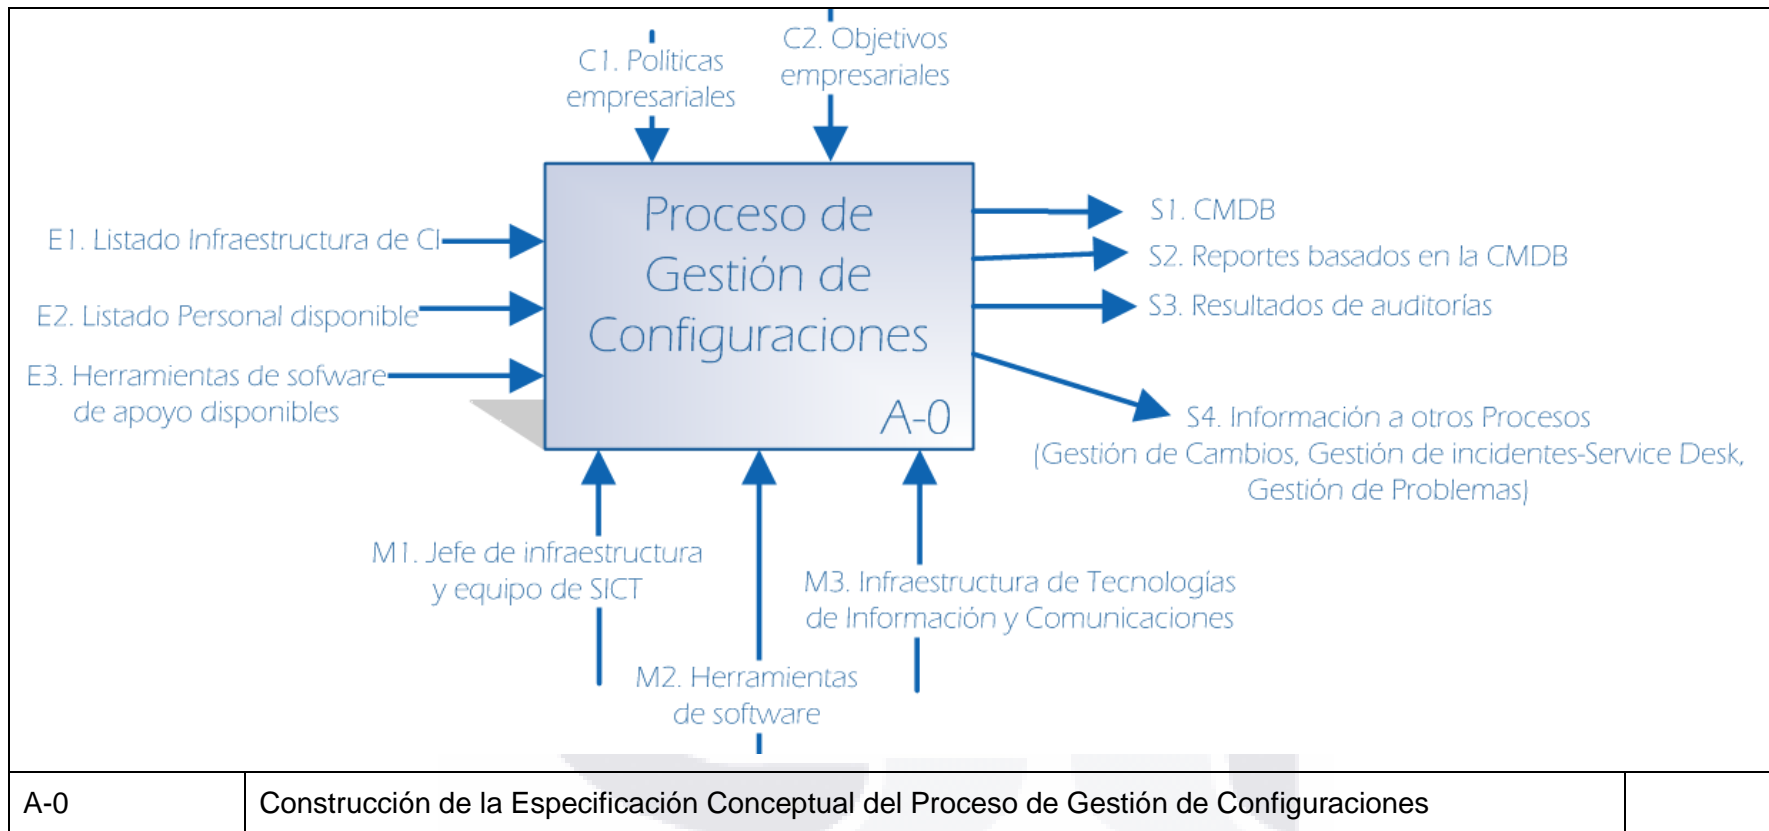 C1. Políticas
empresariales
C2. Objetivos
empresariales
E1. Listado Infraestructura de CI
E2. Listado Personal disponible
E3. Herramientas de sofware
de apoyo disponibles
Proceso de
Gestión de
Configuraciones
A-0
S1. CMDB
S2. Reportes basados en la CMDB
S3. Resultados de auditorías
S4. Información a otros Procesos
(Gestión de Cambios, Gestión de incidentes-Service Desk,
Gestión de Problemas)
M1. Jefe de infraestructura
y equipo de SICT
M2. Herramientas
de software
M3. Infraestructura de Tecnologías
de Información y Comunicaciones
A-0
Construcción de la Especificación Conceptual del Proceso de Gestión de Configuraciones